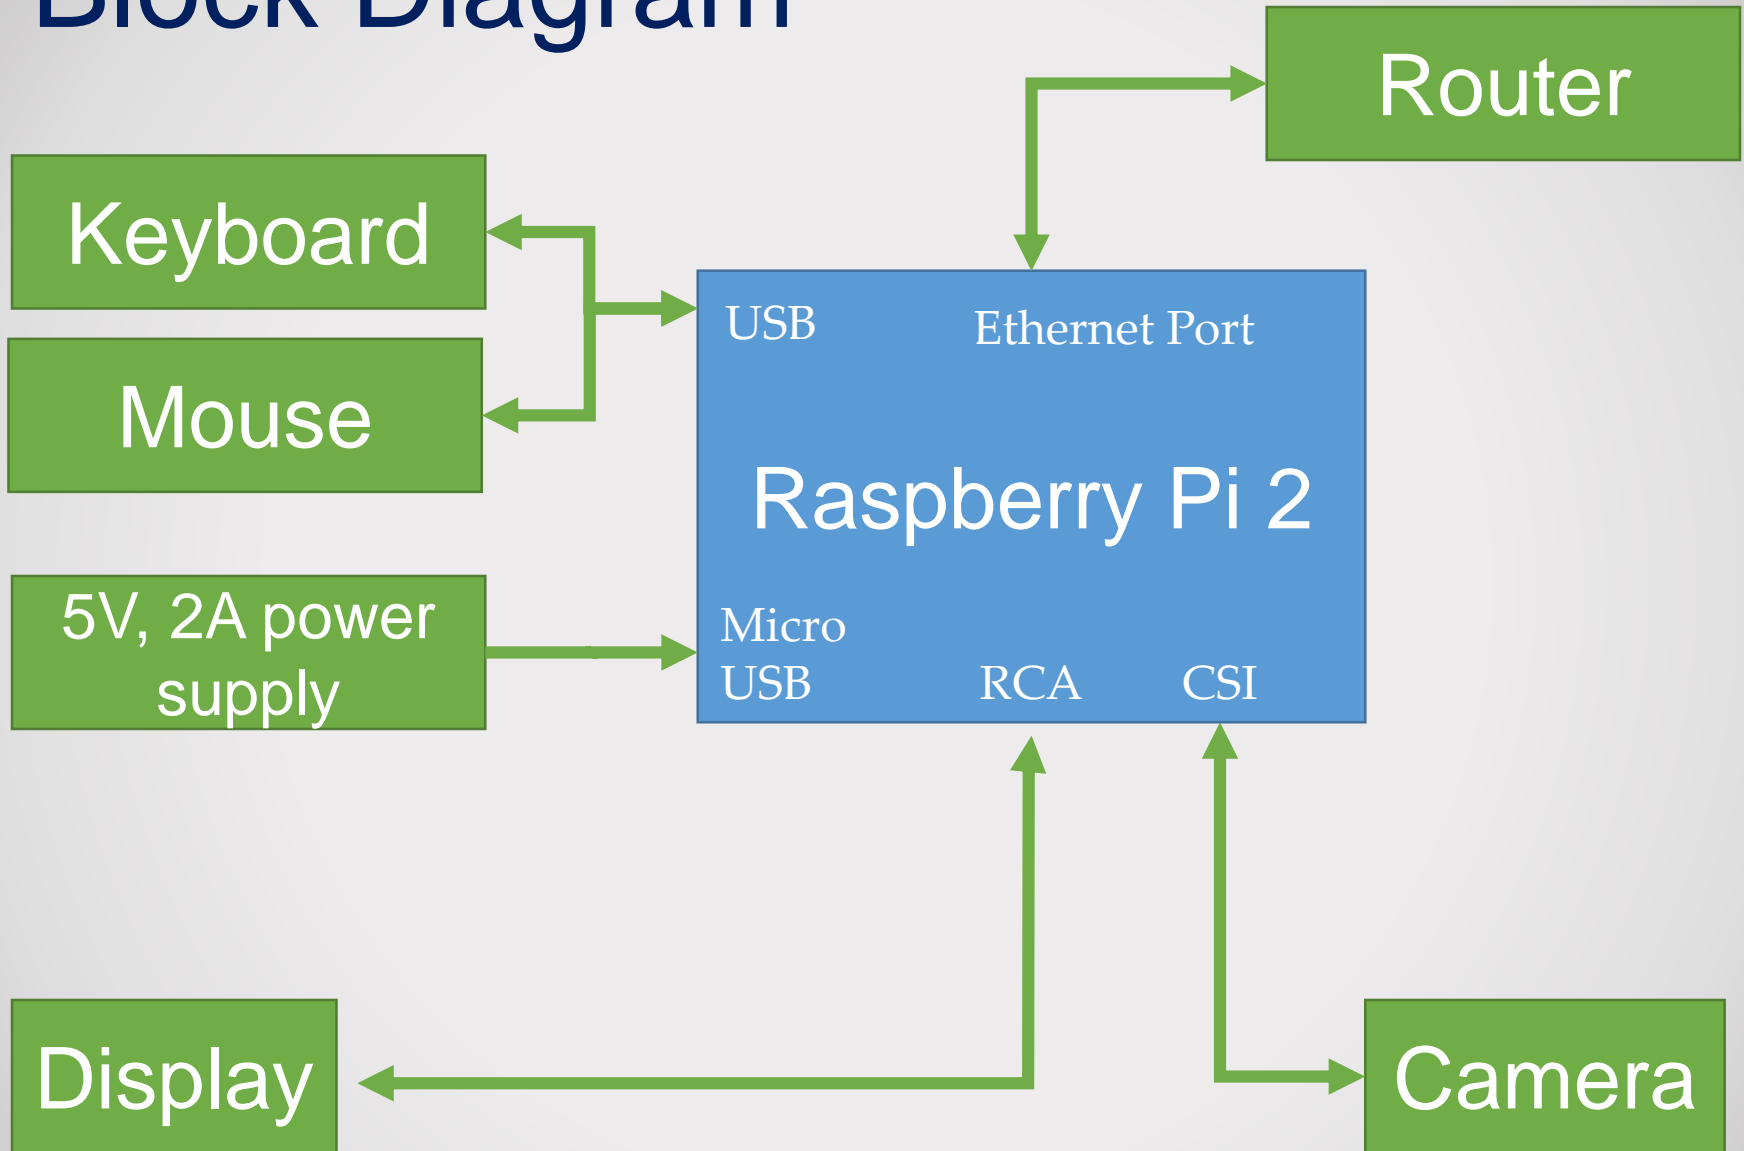 Block Diagram
Router
Keyboard
USB
Ethernet Port
Mouse
Raspberry Pi 2
5V, 2A power
supply
Micro
USB
RCA
CSI
Display
Camera